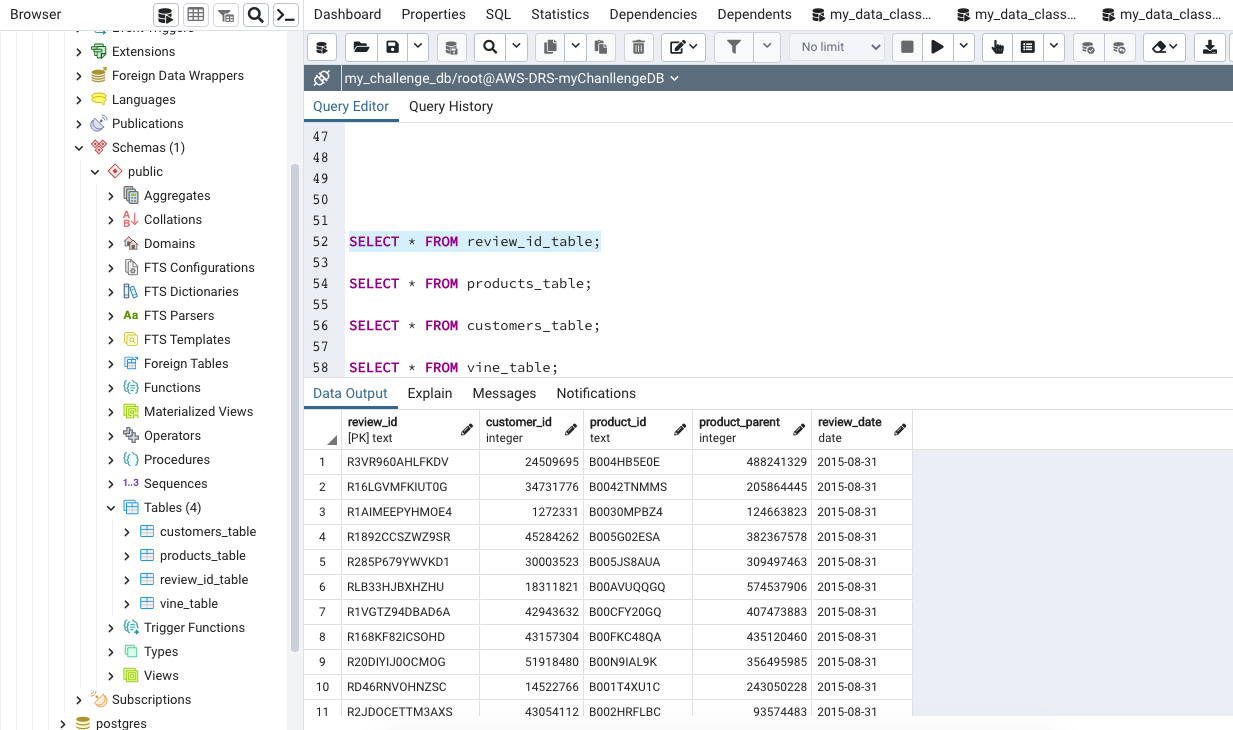 Browser
Dashboard Properties SQL Statistics Dependencies Dependents my_data_class... my_data_class... my_data_class...
Event Triggers
Extensions
Foreign Data Wrappers
Languages
Publications
Schemas (1)
public
Aggregates
Collations
Domains
FTS Configurations
FTS Dictionaries
Aa FTS Parsers
FTS Templates
Foreign Tables
Functions
Materialized Views
Operators
Procedures
1..3 Sequences
Tables (4)
customers_table
products_table
review_id_table
vine_table
Trigger Functions
Types
Views
Subscriptions
postgres
No limit
my_challenge_db/root@AWS-DRS-myChanllengeDB
Query Editor Query History
47
48
49
50
51
52 SELECT * FROM review_id_table;
53
54 SELECT * FROM products_table;
55
56 SELECT * FROM customers_table;
57
58 SELECT * FROM vine_table;
Data Output Explain Messages Notifications
review_id customer_id product_id product_parent review_date
[PK] text integer text integer date
1 R3VR960AHLFKDV 24509695 B004HB5E0E 488241329 2015-08-31
2 R16LGVMFKIUT0G 34731776 B0042TNMMS 205864445 2015-08-31
3 R1AIMEEPYHMOE4 1272331 B0030MPBZ4 124663823 2015-08-31
4 R1892CCSZWZ9SR 45284262 B005G02ESA 382367578 2015-08-31
5 R285P679YWVKD1 30003523 B005JS8AUA 309497463 2015-08-31
6 RLB33HJBXHZHU 18311821 B00AVUQQGQ 574537906 2015-08-31
7 R1VGTZ94DBAD6A 42943632 B00CFY20GQ 407473883 2015-08-31
8 R168KF82ICSOHD 43157304 B00FKC48QA 435120460 2015-08-31
9 R20DIYIJ0OCMOG 51918480 B00N9IAL9K 356495985 2015-08-31
10 RD46RNVOHNZSC 14522766 B001T4XU1C 243050228 2015-08-31
11 R2JDOCETTM3AXS 43054112 B002HRFLBC 93574483 2015-08-31